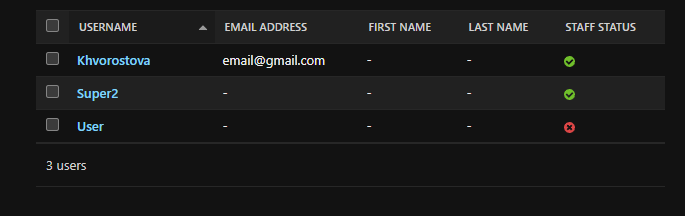 USERNAME EMAIL ADDRESS FIRST NAME LAST NAME STAFF STATUS
Khvorostova email@gmail.com - -
Super2 - - -
User - - -
3 users